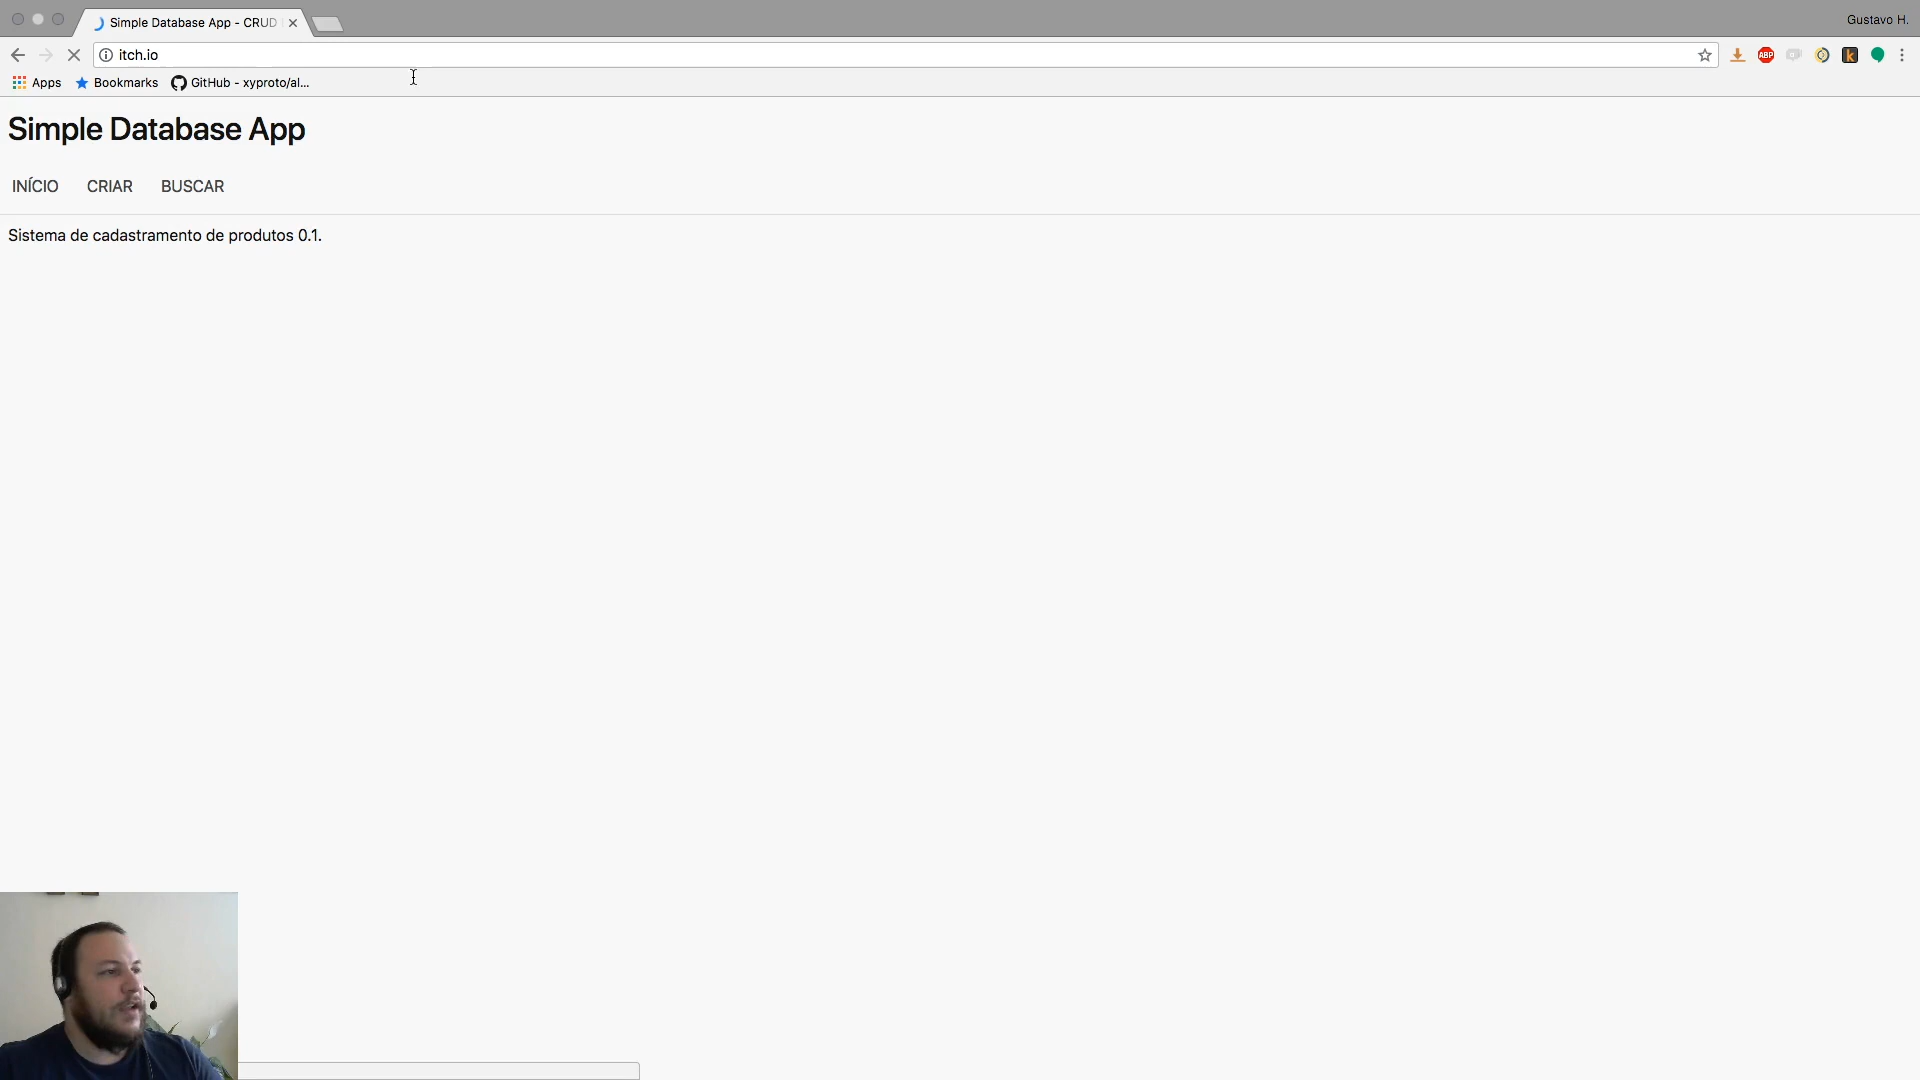 Simple Database App - CRUD
Gustavo H.
itch.io
ABP
k
Apps
Bookmarks
GitHub - xyproto/al...
Simple Database App
INÍCIO
CRIAR
BUSCAR
Sistema de cadastramento de produtos 0.1.